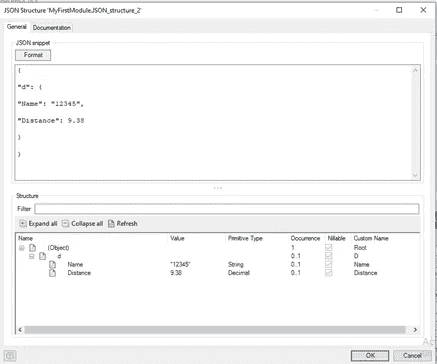 JSON Structure 'MyFirstModule.JSON_structure_2'
General Documentation
JSON snippet
Format
{
"d": {
"Name": "12345",
"Distance": 9.38
}
}
Structure
Filter
Expand all Collapse all Refresh
Name Value Primitive Type Occurrence Nillable Custom Name
(Object) 1 Root
d 0..1 D
Name "12345" String 0..1 Name
Distance 9.38 Decimal 0..1 Distance
OK Cancel